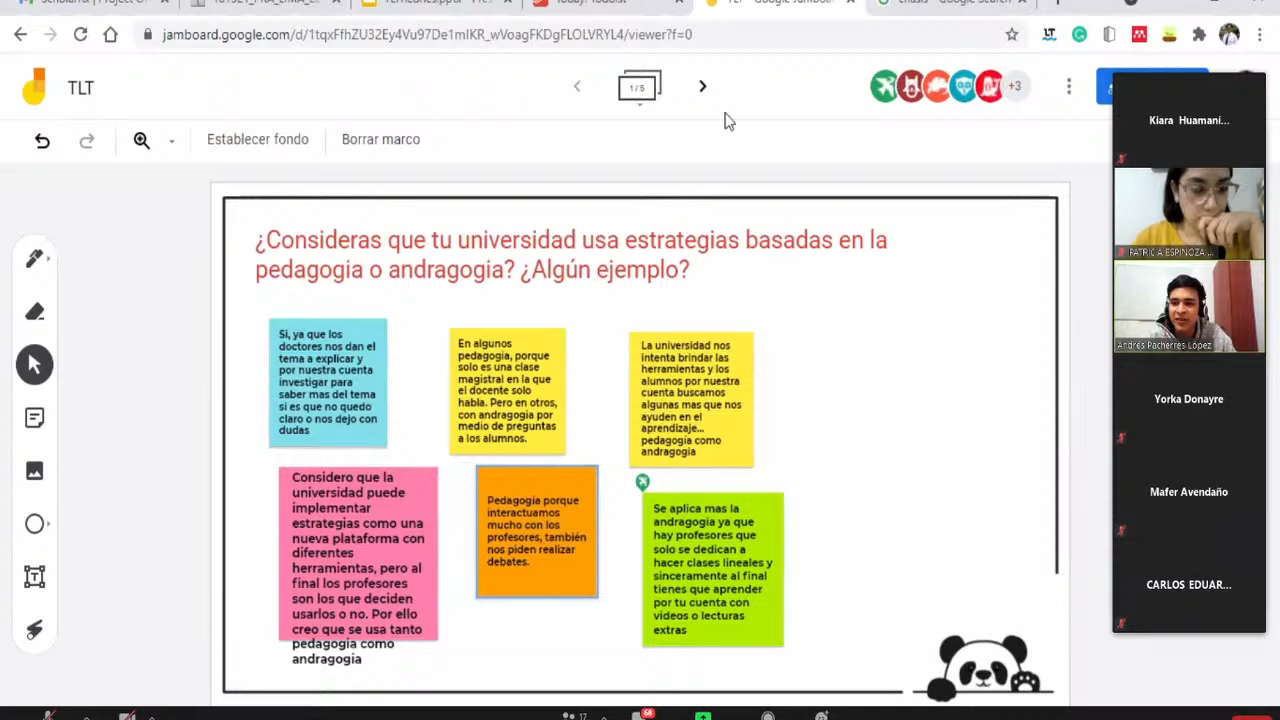 jamboard.google.com/d/1tqxFfhZU32Ey4Vu97De1mIKR_wVoagFKDgFLOLVRYL4/viewer?f=0
TLT
1/5
+3
Establecer fondo
Borrar marco
¿Consideras que tu universidad usa estrategias basadas en la
pedagogia o andragogia? ¿Algún ejemplo?
Si, ya que los
doctores nos dan el
tema a explicar y
por nuestra cuenta
investigar para
saber mas del tema
si es que no quedo
claro o nos dejo con
dudas
En algunos
pedagogía, porque
solo es una clase
magistral en la que
el docente solo
habla. Pero en otros,
con andragogía por
medio de preguntas
a los alumnos.
La universidad nos
intenta brindar las
herramientas y los
alumnos por nuestra
cuenta buscamos
algunas mas que nos
ayuden en el
aprendizaje...
pedagogía como
andragogía
Considero que la
universidad puede
implementar
estrategias como una
nueva plataforma con
diferentes
herramientas, pero al
final los profesores
son los que deciden
usarlos o no. Por ello
creo que se usa tanto
pedagogía como
andragogía
Pedagogía porque
interactuamos
mucho con los
profesores, también
nos piden realizar
debates.
Se aplica mas la
andragogia ya que
hay profesores que
solo se dedican a
hacer clases lineales y
sinceramente al final
tienes que aprender
por tu cuenta con
videos o lecturas
extras
Kiara Huamaní...
PATRICIA ESPINOZA ...
Andrés Pacherres López
Yorka Donayre
Mafer Avendaño
CARLOS EDUAR...
17
68